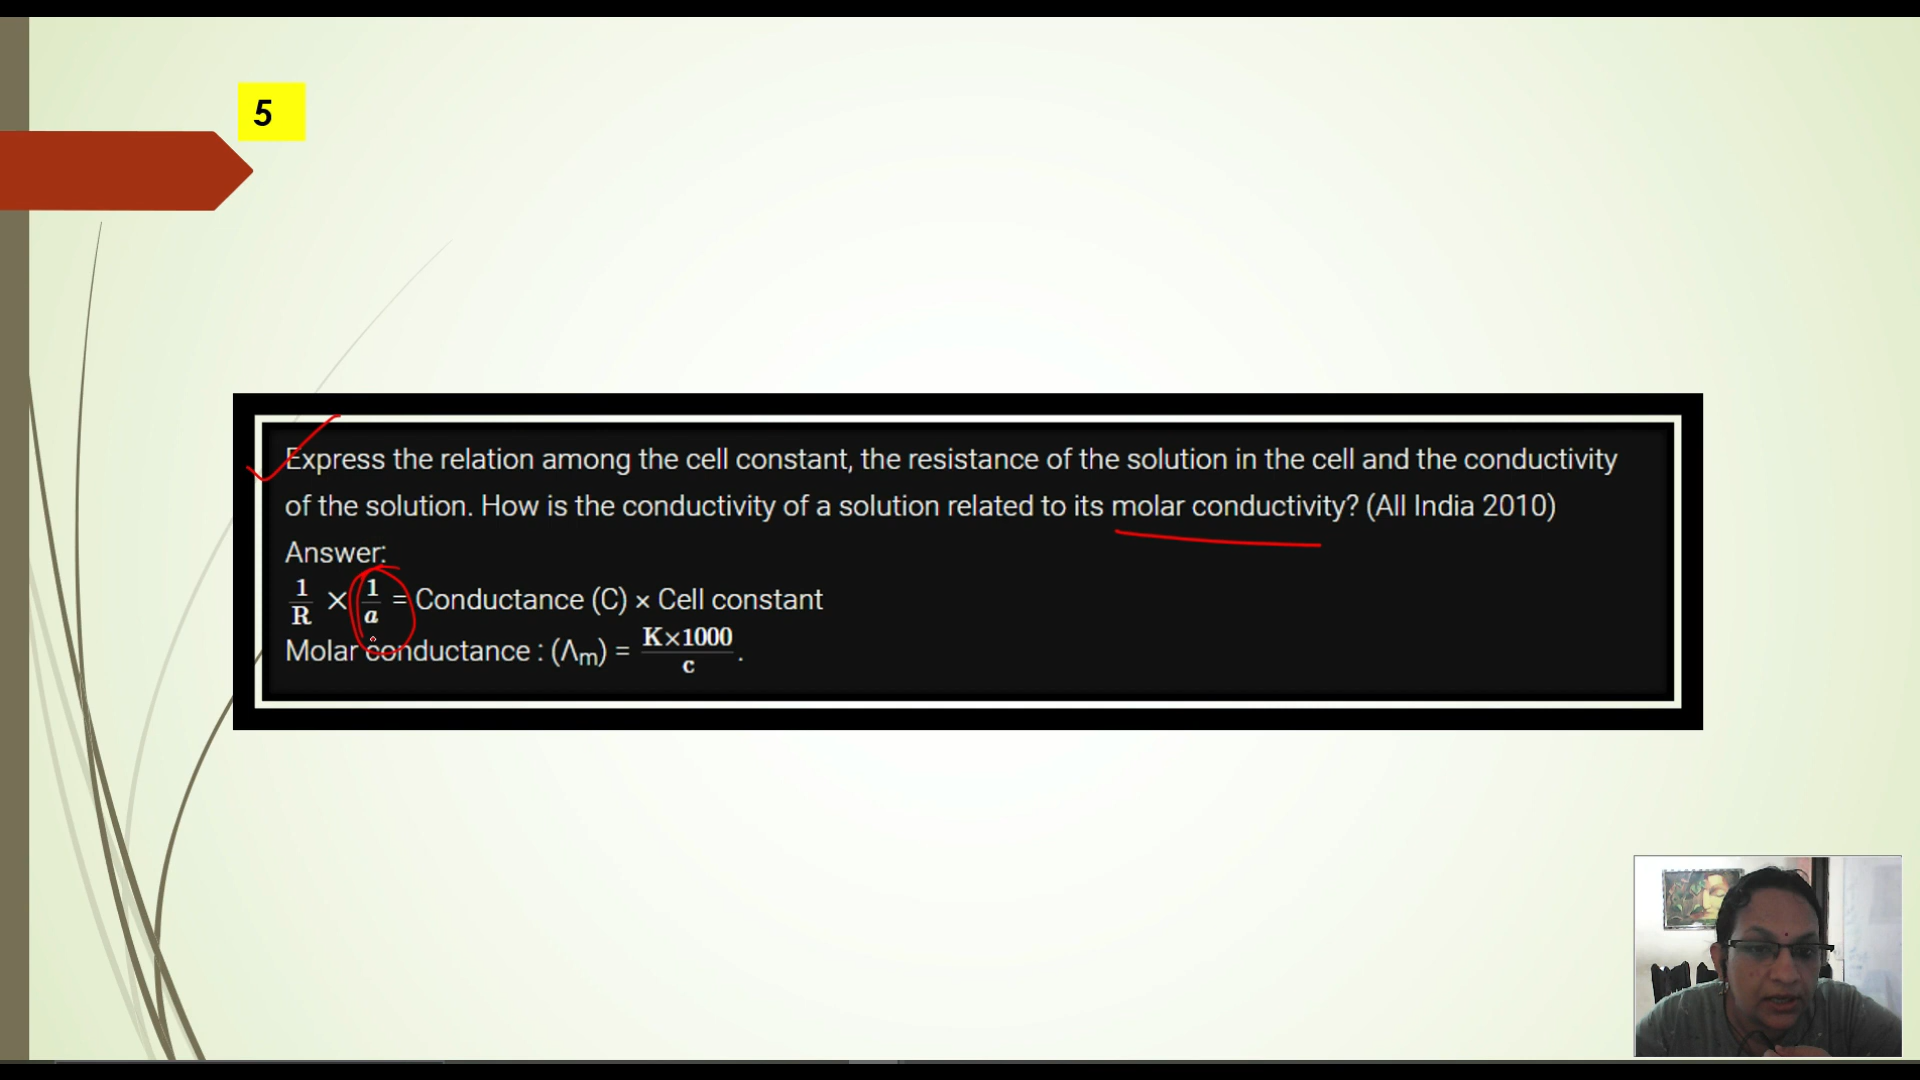 5
Express the relation among the cell constant, the resistance of the solution in the cell and the conductivity
of the solution. How is the conductivity of a solution related to its molar conductivity? (All India 2010)
Answer:
1/R × 1/a = Conductance (C) × Cell constant
Molar conductance : (Λm) = K×1000/c .